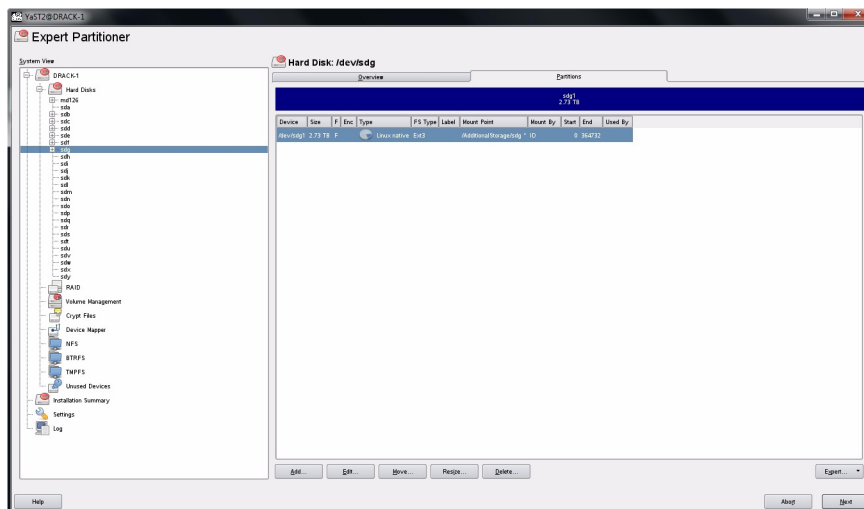 YaST2@DRACK-1
Expert Partitioner
System View
DRACK-1
Hard Disks
md126
sda
sdb
sdc
sdd
sde
sdf
sdg
sdh
sdi
sdj
sdk
sdl
sdm
sdn
sdo
sdp
sdq
sdr
sds
sdt
sdu
sdv
sdw
sdx
sdy
RAID
Volume Management
Crypt Files
Device Mapper
NFS
BTRFS
TMPFS
Unused Devices
Installation Summary
Settings
Log
Hard Disk: /dev/sdg
Overview Partitions
sdg1
2.73 TB
Device Size F Enc Type FS Type Label Mount Point Mount By Start End Used By
/dev/sdg1 2.73 TB F Linux native Ext3 /AdditionalStorage/sdg * ID 0 364732
Add... Edit... Move... Resize... Delete... Expert...
Help Abort Next